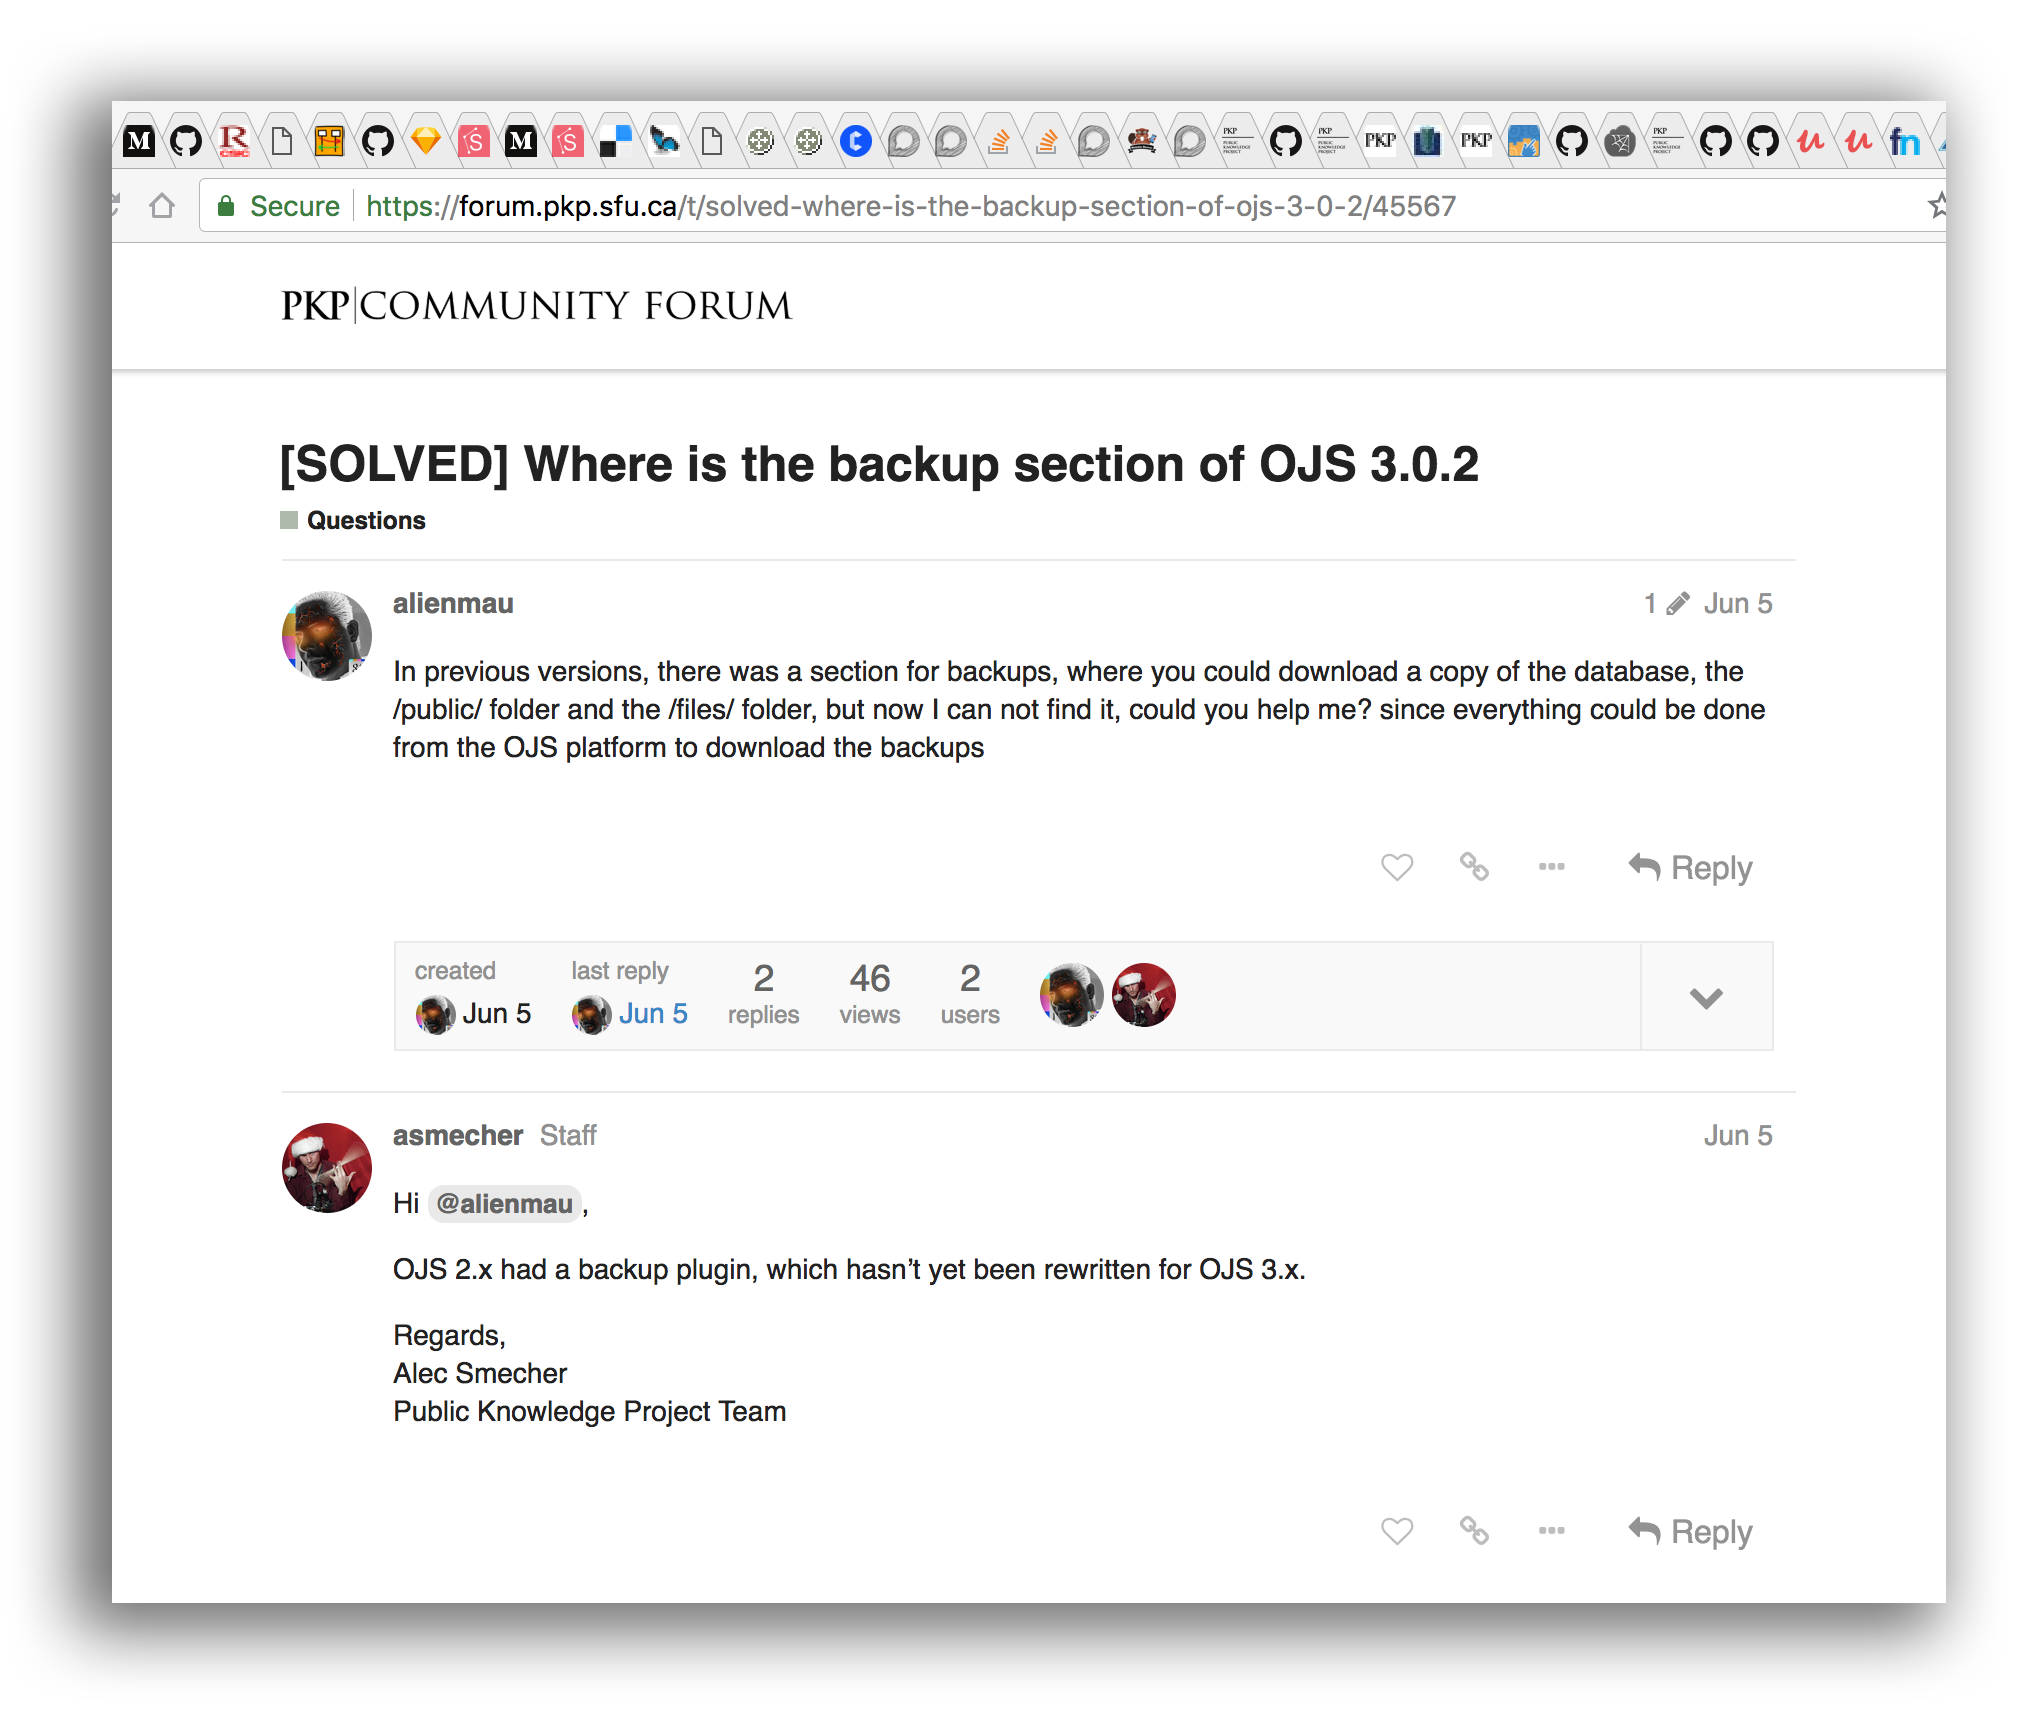 Secure https://forum.pkp.sfu.ca/t/solved-where-is-the-backup-section-of-ojs-3-0-2/45567
PKP|COMMUNITY FORUM
[SOLVED] Where is the backup section of OJS 3.0.2
Questions
alienmau 1 Jun 5
In previous versions, there was a section for backups, where you could download a copy of the database, the
/public/ folder and the /files/ folder, but now I can not find it, could you help me? since everything could be done
from the OJS platform to download the backups
Reply
created last reply 2 46 2
Jun 5 Jun 5 replies views users
asmecher Staff Jun 5
Hi @alienmau,
OJS 2.x had a backup plugin, which hasn’t yet been rewritten for OJS 3.x.
Regards,
Alec Smecher
Public Knowledge Project Team
Reply